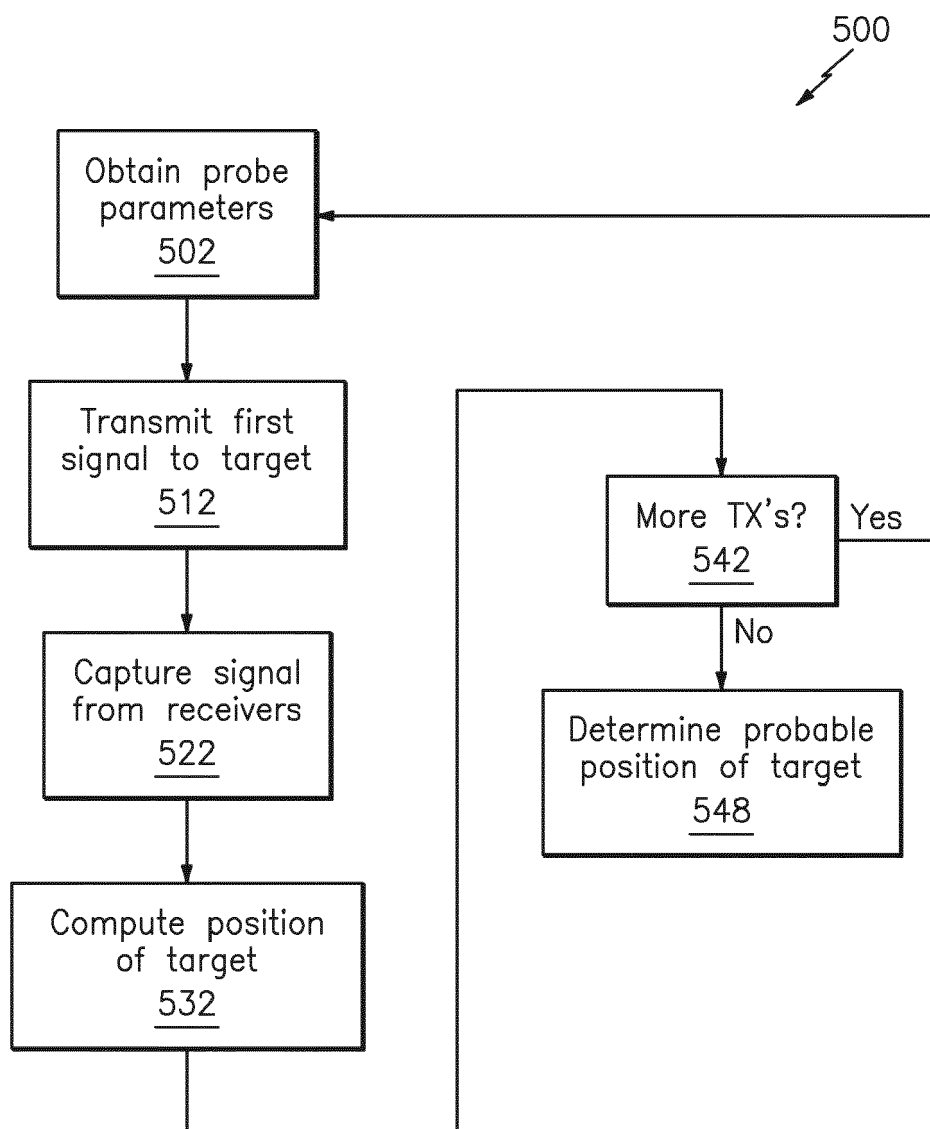 500
Obtain probe
parameters
502
Transmit first
signal to target
512
Capture signal
from receivers
522
Compute position
of target
532
More TX's?
542
Yes
No
Determine probable
position of target
548